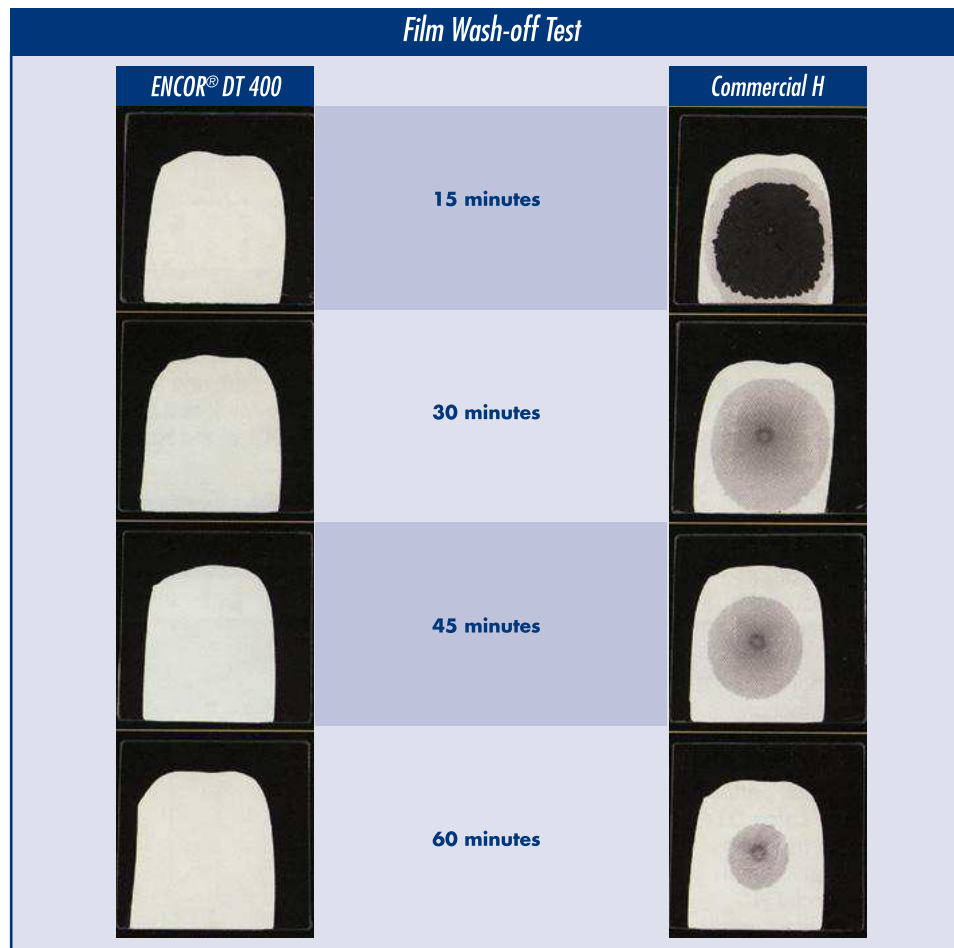 Film Wash-off Test
ENCOR® DT 400
Commercial H
15 minutes
30 minutes
45 minutes
60 minutes